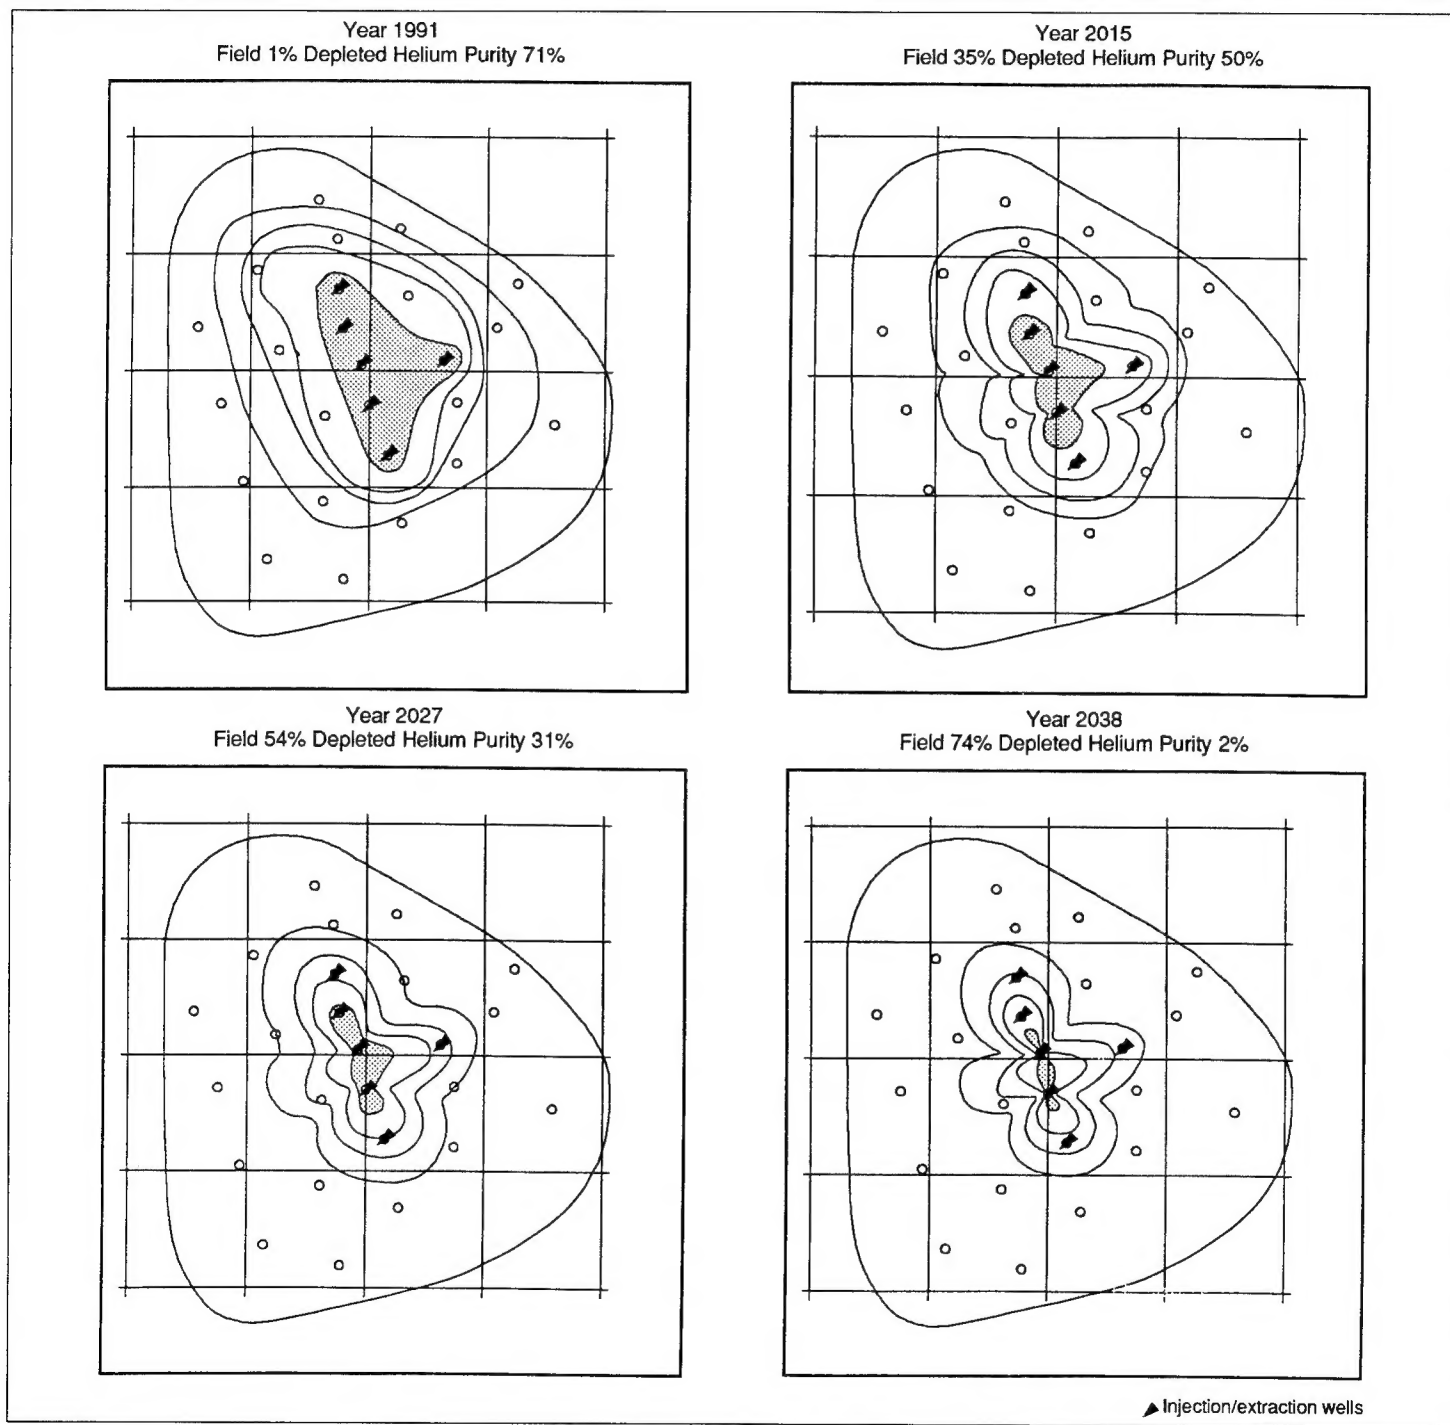 Year 1991
Field 1% Depleted Helium Purity 71%
Year 2015
Field 35% Depleted Helium Purity 50%
Year 2027
Field 54% Depleted Helium Purity 31%
Year 2038
Field 74% Depleted Helium Purity 2%
Injection/extraction wells